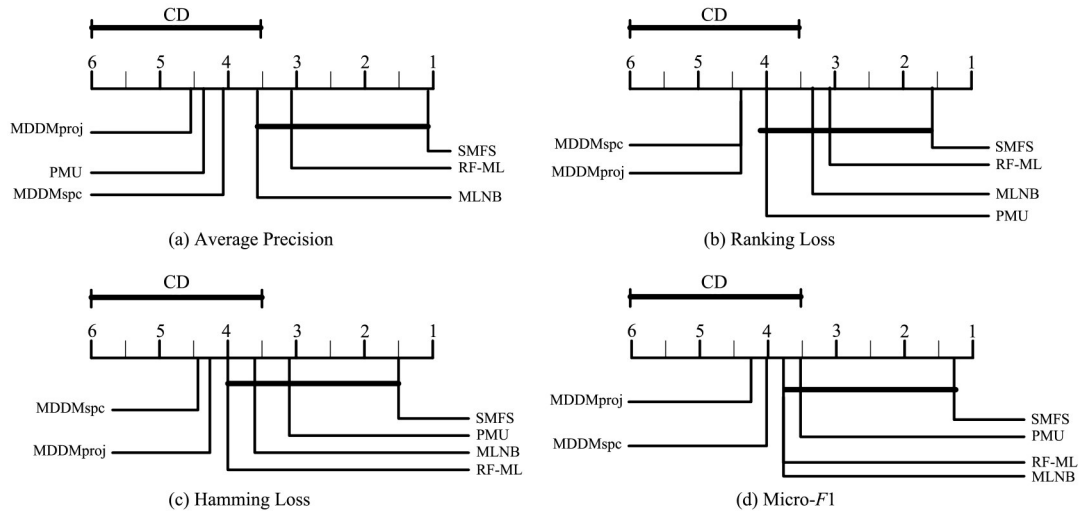 CD
6 5 4 3 2 1
MDDMproj
PMU
MDDMspc
SMFS
RF-ML
MLNB
(a) Average Precision
CD
6 5 4 3 2 1
MDDMspc
MDDMproj
SMFS
RF-ML
MLNB
PMU
(b) Ranking Loss
CD
6 5 4 3 2 1
MDDMspc
MDDMproj
SMFS
PMU
MLNB
RF-ML
(c) Hamming Loss
CD
6 5 4 3 2 1
MDDMproj
MDDMspc
SMFS
PMU
RF-ML
MLNB
(d) Micro-F1